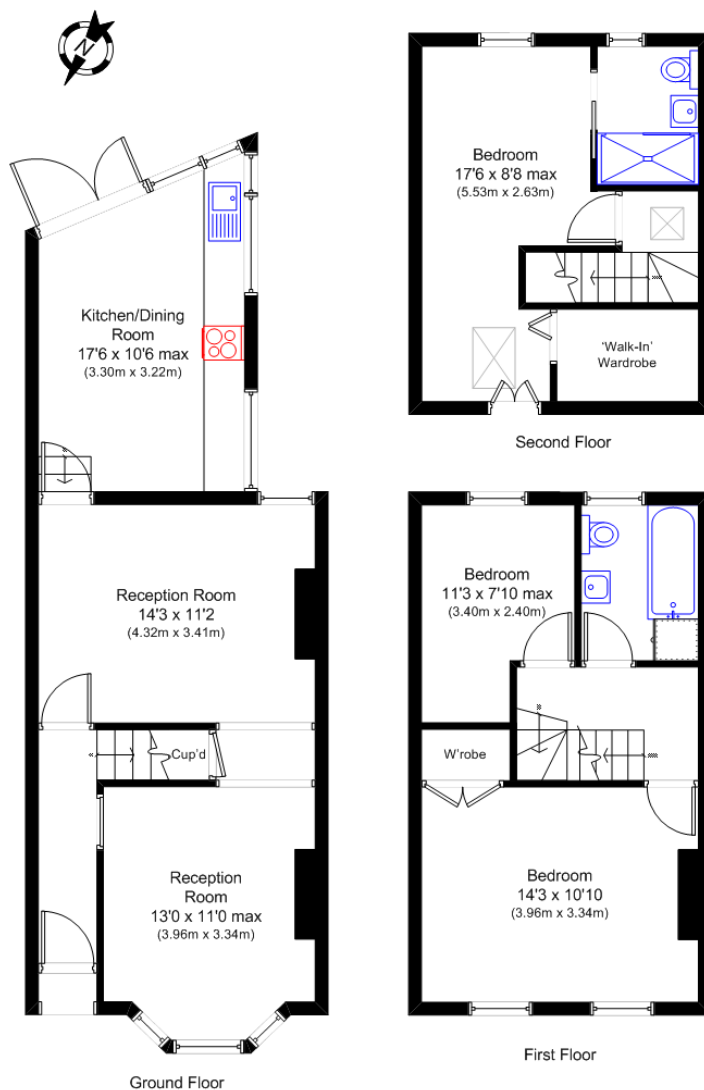 N
Kitchen/Dining
Room
17'6 x 10'6 max
(3.30m x 3.22m)
Reception Room
14'3 x 11'2
(4.32m x 3.41m)
Cup'd
Reception
Room
13'0 x 11'0 max
(3.96m x 3.34m)
Ground Floor
Bedroom
17'6 x 8'8 max
(5.53m x 2.63m)
'Walk-In'
Wardrobe
Second Floor
Bedroom
11'3 x 7'10 max
(3.40m x 2.40m)
W'robe
Bedroom
14'3 x 10'10
(3.96m x 3.34m)
First Floor